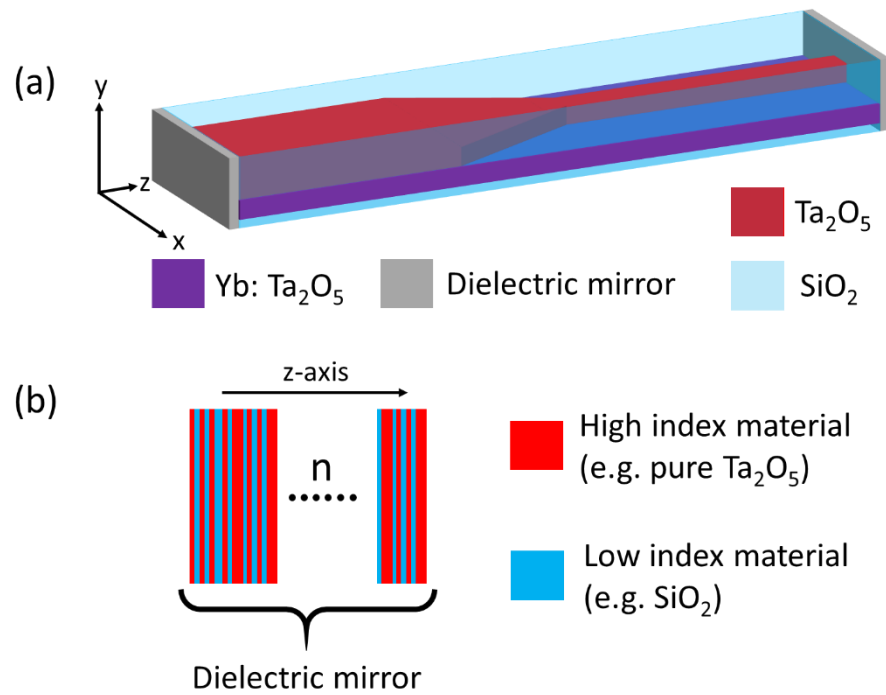 (a)
y
z
x
Ta₂O₅
Yb: Ta₂O₅
Dielectric mirror
SiO₂
(b)
z-axis
n
......
High index material
(e.g. pure Ta₂O₅)
Low index material
(e.g. SiO₂)
Dielectric mirror